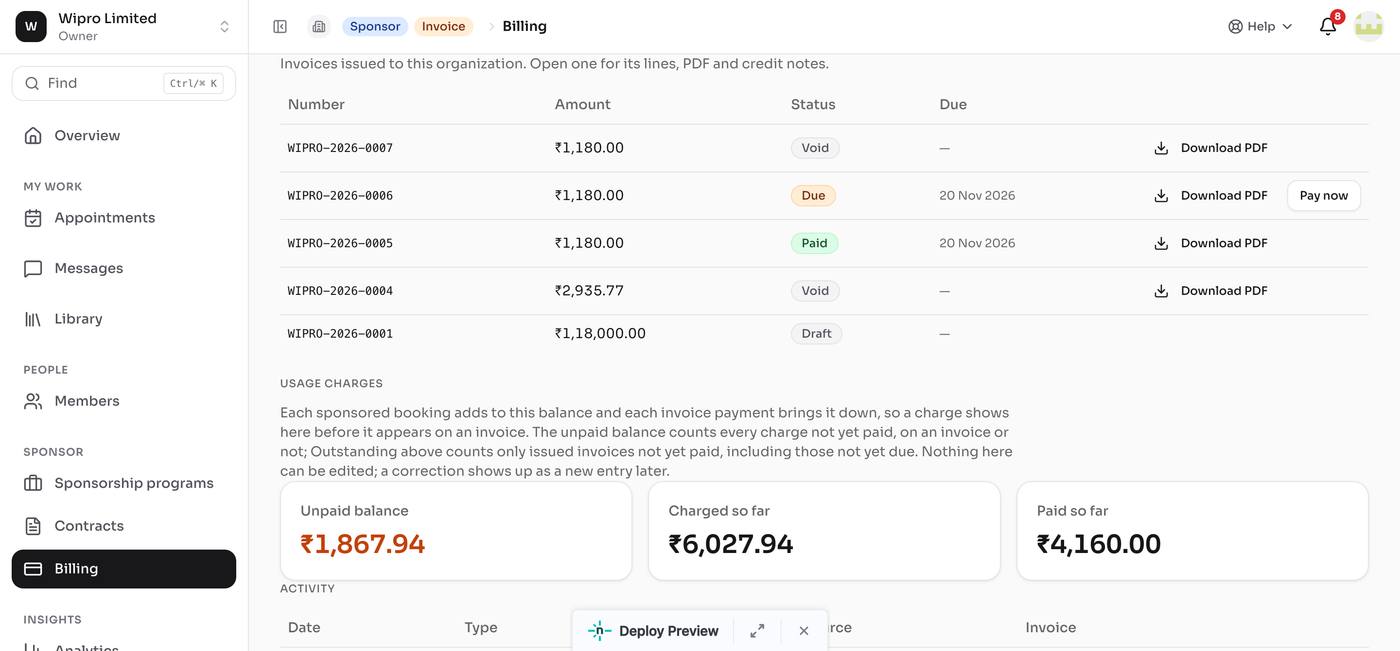 W Wipro Limited
Owner
Sponsor Invoice Billing
Help
8
Find Ctrl/⌘ K
Overview
MY WORK
Appointments
Messages
Library
PEOPLE
Members
SPONSOR
Sponsorship programs
Contracts
Billing
INSIGHTS
Analytics
Invoices issued to this organization. Open one for its lines, PDF and credit notes.
Number Amount Status Due
WIPRO-2026-0007 ₹1,180.00 Void — Download PDF
WIPRO-2026-0006 ₹1,180.00 Due 20 Nov 2026 Download PDF Pay now
WIPRO-2026-0005 ₹1,180.00 Paid 20 Nov 2026 Download PDF
WIPRO-2026-0004 ₹2,935.77 Void — Download PDF
WIPRO-2026-0001 ₹1,18,000.00 Draft —
USAGE CHARGES
Each sponsored booking adds to this balance and each invoice payment brings it down, so a charge shows
here before it appears on an invoice. The unpaid balance counts every charge not yet paid, on an invoice or
not; Outstanding above counts only issued invoices not yet paid, including those not yet due. Nothing here
can be edited; a correction shows up as a new entry later.
Unpaid balance
₹1,867.94
Charged so far
₹6,027.94
Paid so far
₹4,160.00
ACTIVITY
Date Type Invoice
n Deploy Preview